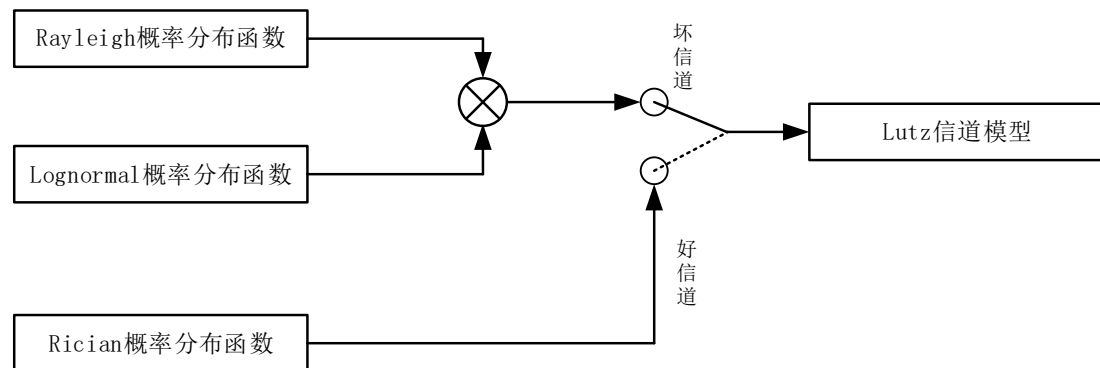 Rayleigh概率分布函数
坏信道
Lutz信道模型
Lognormal概率分布函数
好信道
Rician概率分布函数